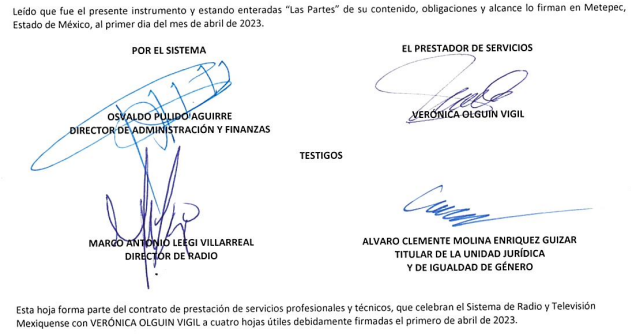 Leído que fue el presente instrumento y estando enteradas "Las Partes" de su contenido, obligaciones y alcance lo firman en Metepec,
Estado de México, al primer dia del mes de abril de 2023.
POR EL SISTEMA
EL PRESTADOR DE SERVICIOS
OSVALDO PULIDO AGUIRRE
DIRECTOR DE ADMINISTRACIÓN Y FINANZAS
VERÓNICA OLGUIN VIGIL
TESTIGOS
MARCO ANTONIO LEEGI VILLARREAL
DIRECTOR DE RADIO
ALVARO CLEMENTE MOLINA ENRIQUEZ GUIZAR
TITULAR DE LA UNIDAD JURÍDICA
Y DE IGUALDAD DE GÉNERO
Esta hoja forma parte del contrato de prestación de servicios profesionales y técnicos, que celebran el Sistema de Radio y Televisión
Mexiquense con VERÓNICA OLGUIN VIGIL a cuatro hojas útiles debidamente firmadas el primero de abril de 2023.